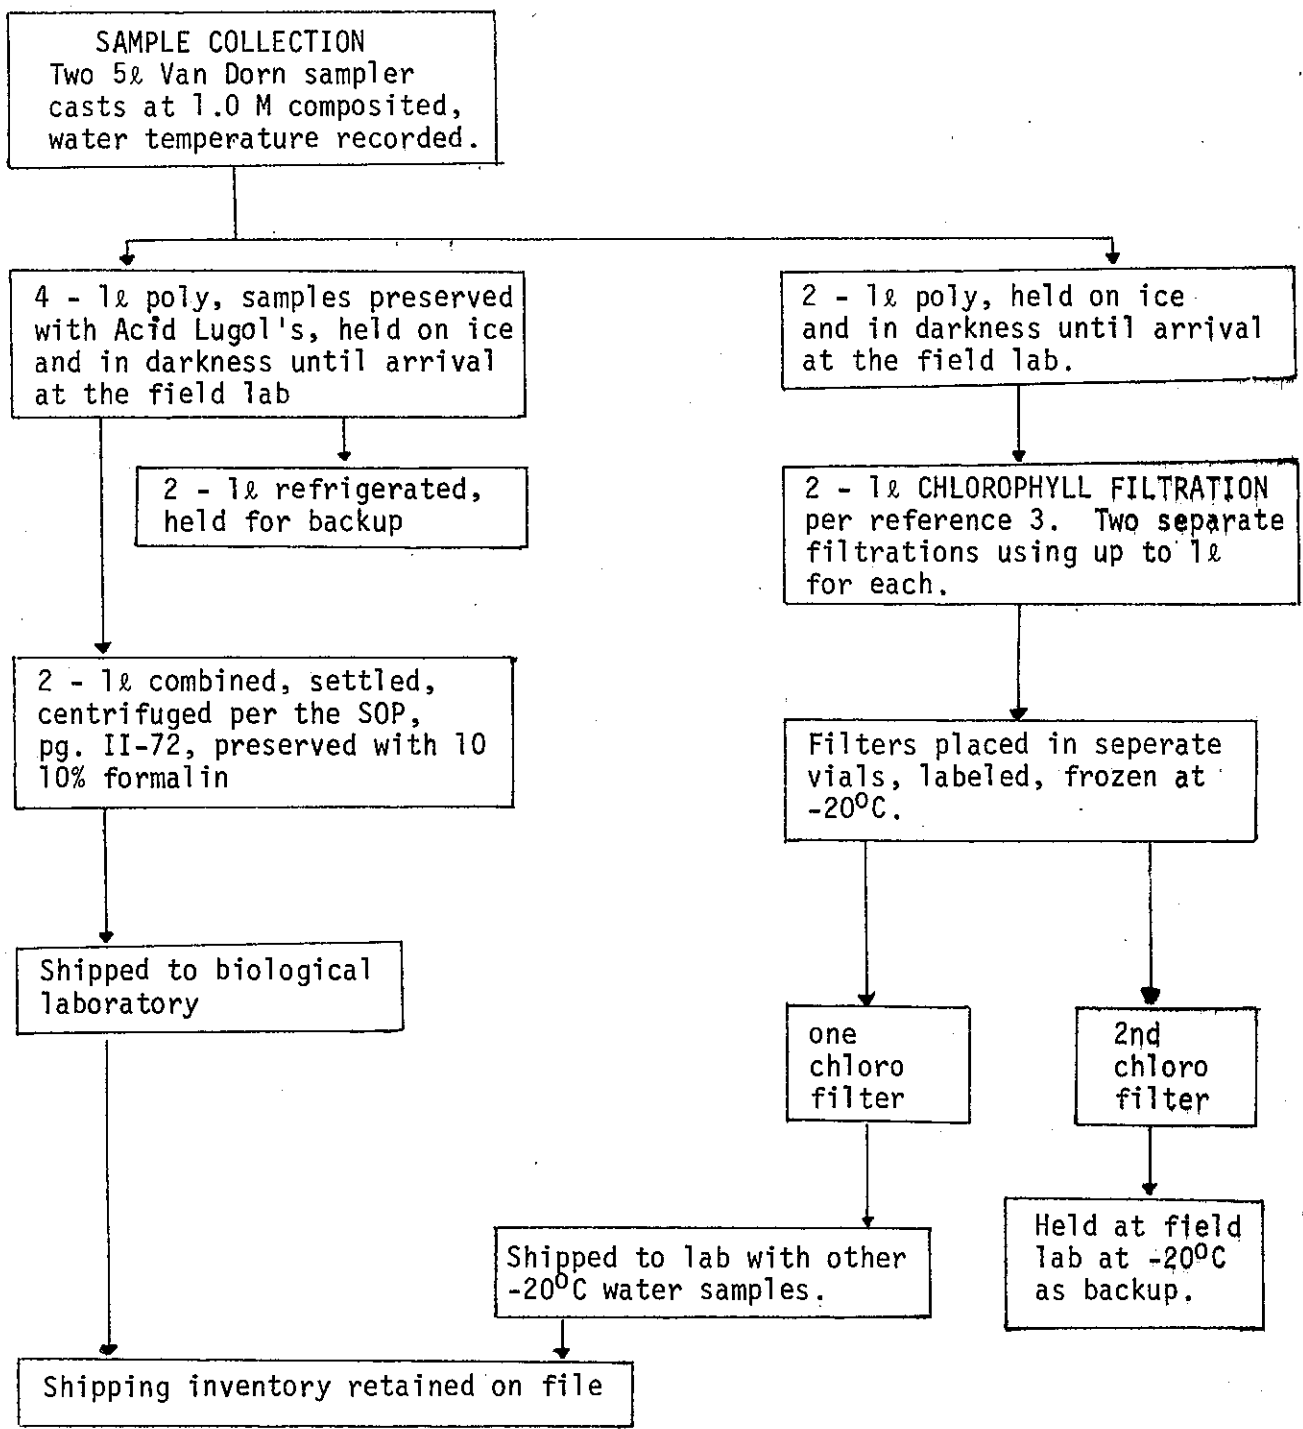 SAMPLE COLLECTION
Two 5ℓ Van Dorn sampler
casts at 1.0 M composited,
water temperature recorded.
4 - 1ℓ poly, samples preserved
with Acid Lugol's, held on ice
and in darkness until arrival
at the field lab
2 - 1ℓ poly, held on ice
and in darkness until arrival
at the field lab.
2 - 1ℓ refrigerated,
held for backup
2 - 1ℓ CHLOROPHYLL FILTRATION
per reference 3. Two separate
filtrations using up to 1ℓ
for each.
2 - 1ℓ combined, settled,
centrifuged per the SOP,
pg. II-72, preserved with 10
10% formalin
Filters placed in seperate
vials, labeled, frozen at
-20⁰C.
Shipped to biological
laboratory
one
chloro
filter
2nd
chloro
filter
Shipped to lab with other
-20⁰C water samples.
Held at field
lab at -20⁰C
as backup.
Shipping inventory retained on file